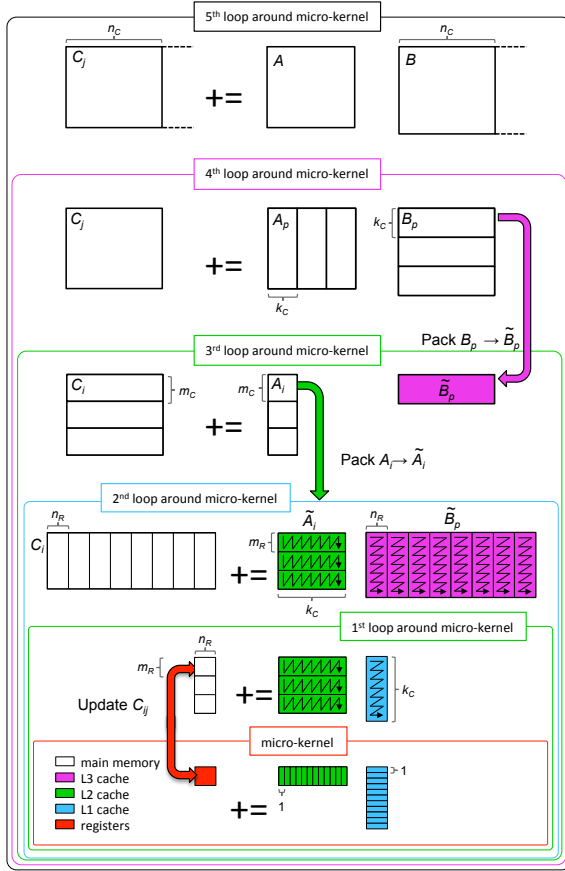 5th loop around micro-kernel
nC nC
Cj A B
+=
4th loop around micro-kernel
Cj Ap Bp
kC
+=
kC
Pack Bp → B̃p
3rd loop around micro-kernel
Ci mC mC Ai B̃p
+=
Pack Ai → Ãi
2nd loop around micro-kernel
nR Ãi nR B̃p
Ci mR
+=
kC
1st loop around micro-kernel
nR
mR
+= kC
Update Cij
micro-kernel
main memory
L3 cache
L2 cache
L1 cache
registers
+=
1
1